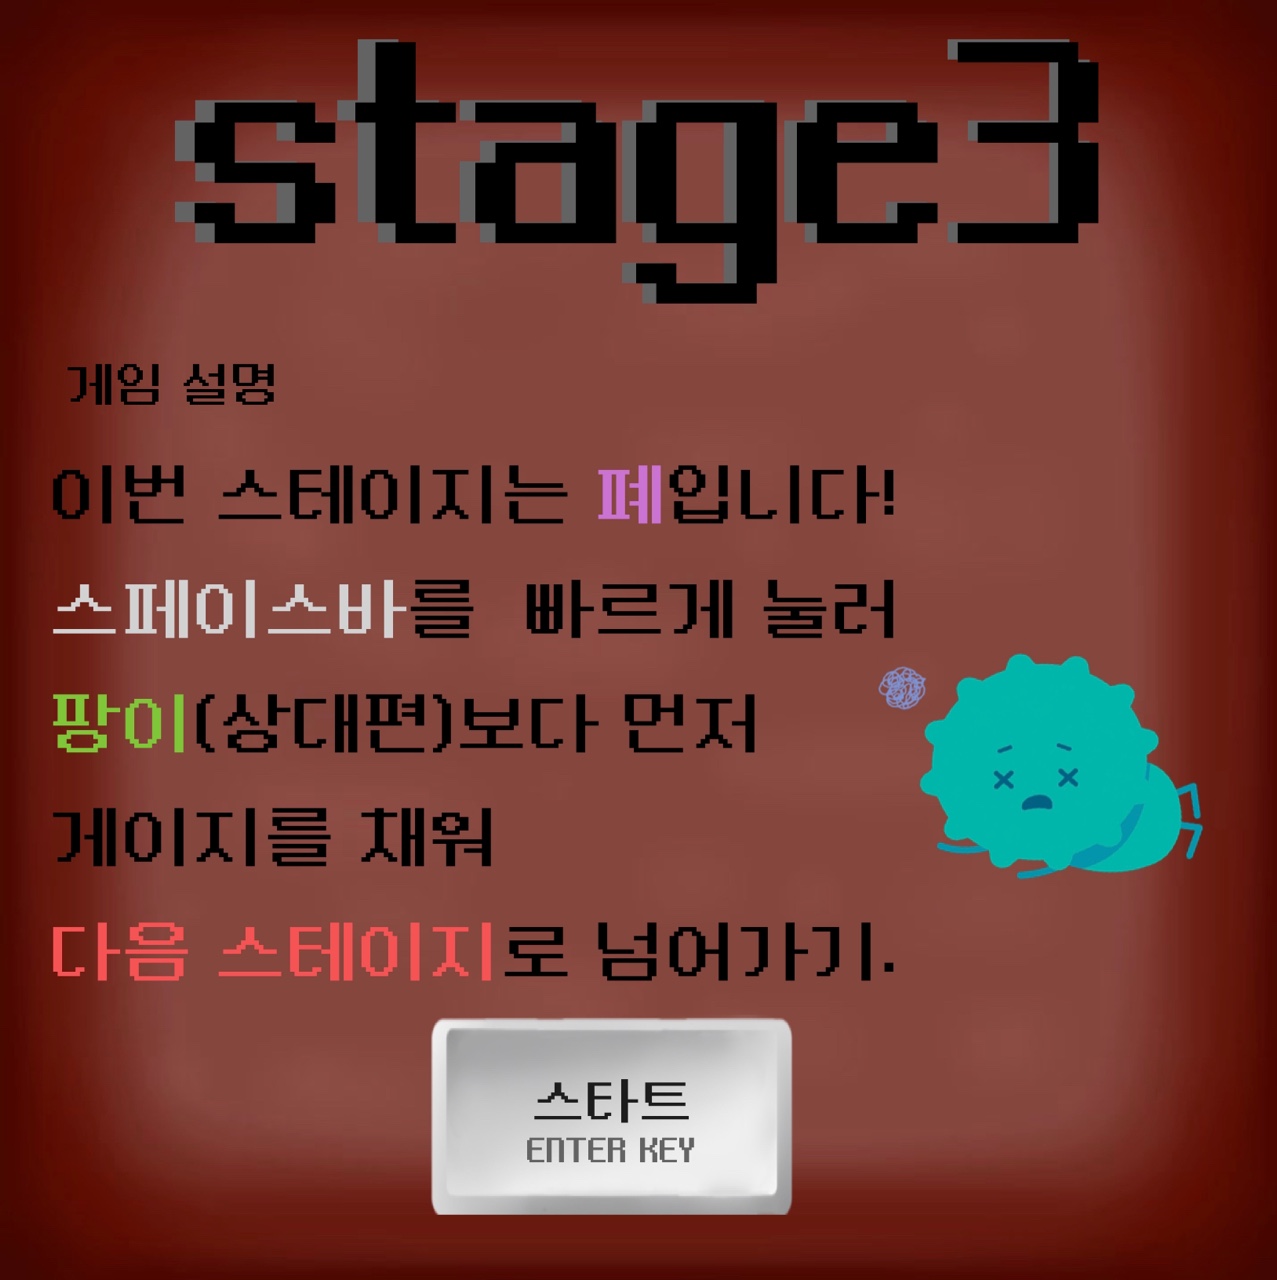 stage3
게임 설명
이번 스테이지는 폐입니다!
스페이스바를 빠르게 눌러
팡이(상대편)보다 먼저
게이지를 채워
다음 스테이지로 넘어가기.
스타트
ENTER KEY